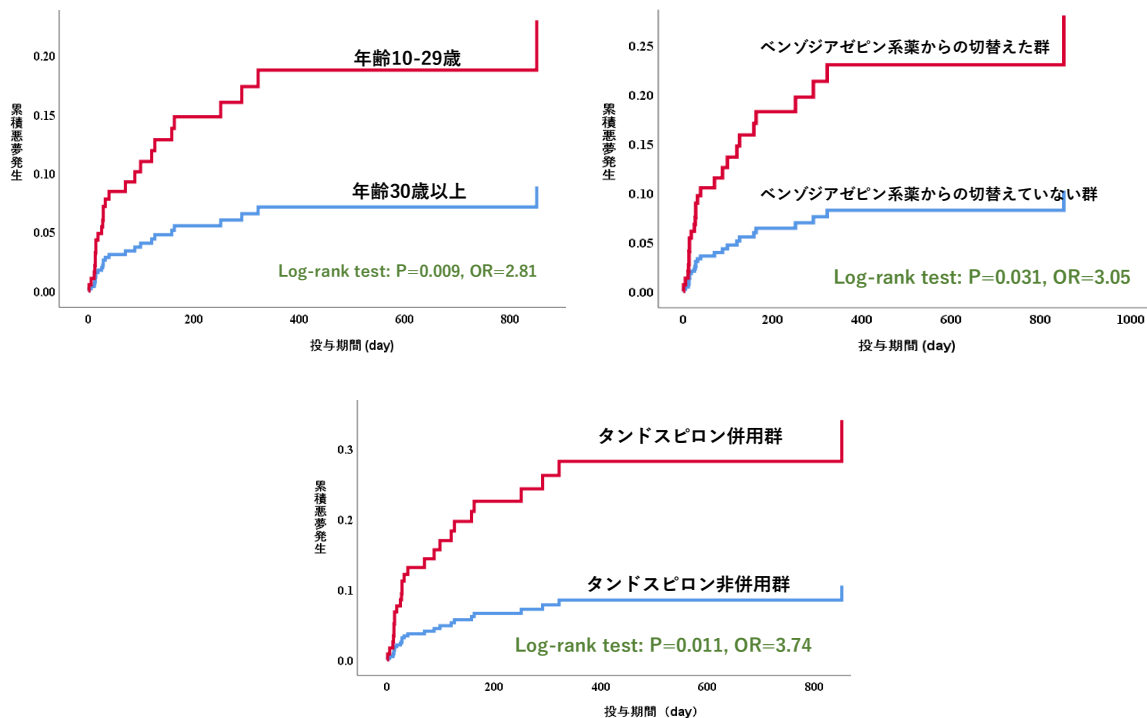 0.20
年齢10-29歳
0.15
累積悪夢発生
0.10
年齢30歳以上
0.05
Log-rank test: P=0.009, OR=2.81
0.00
0 200 400 600 800
投与期間 (day)
0.25
ベンゾジアゼピン系薬からの切替えた群
0.20
累積悪夢発生
0.15
0.10
ベンゾジアゼピン系薬からの切替えていない群
0.05
Log-rank test: P=0.031, OR=3.05
0.00
0 200 400 600 800 1000
投与期間 (day)
タンドスピロン併用群
0.3
累積悪夢発生
0.2
0.1
タンドスピロン非併用群
Log-rank test: P=0.011, OR=3.74
0.0
0 200 400 600 800
投与期間（day）